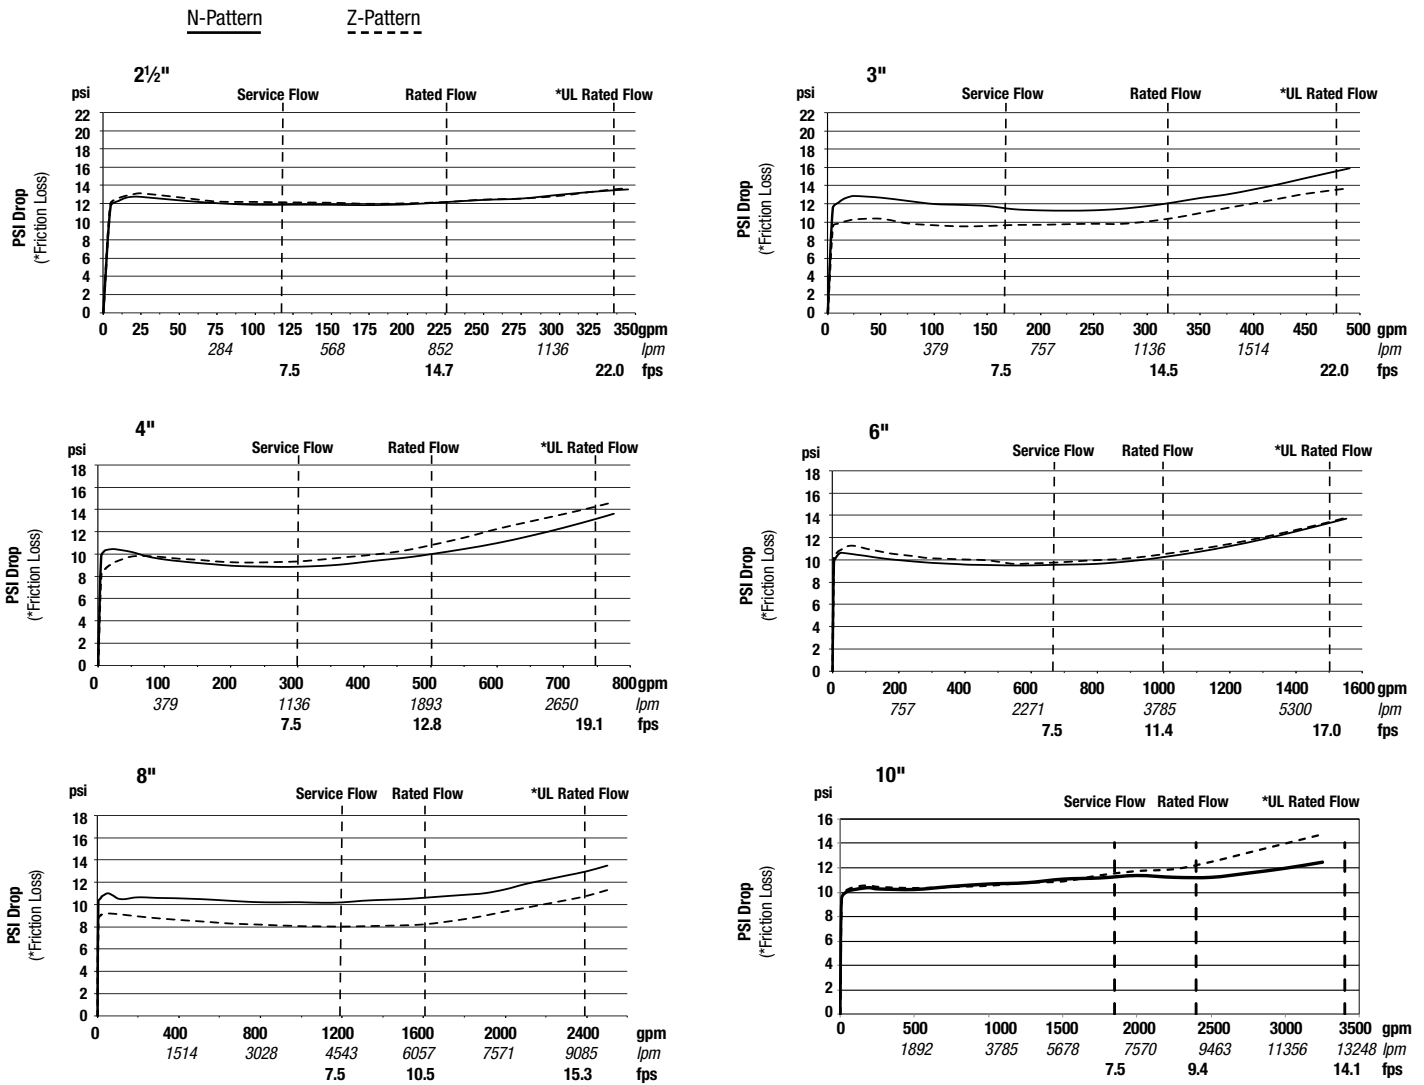 N-Pattern Z-Pattern
2½"
psi Service Flow Rated Flow *UL Rated Flow
22
20
18
16
14
12
10
8
6
4
2
0
PSI Drop
(*Friction Loss)
0 25 50 75 100 125 150 175 200 225 250 275 300 325 350 gpm
284 568 852 1136 lpm
7.5 14.7 22.0 fps
3"
psi Service Flow Rated Flow *UL Rated Flow
22
20
18
16
14
12
10
8
6
4
2
0
PSI Drop
(*Friction Loss)
0 50 100 150 200 250 300 350 400 450 500 gpm
379 757 1136 1514 lpm
7.5 14.5 22.0 fps
4"
psi Service Flow Rated Flow *UL Rated Flow
18
16
14
12
10
8
6
4
2
0
PSI Drop
(*Friction Loss)
0 100 200 300 400 500 600 700 800 gpm
379 1136 1893 2650 lpm
7.5 12.8 19.1 fps
6"
psi Service Flow Rated Flow *UL Rated Flow
18
16
14
12
10
8
6
4
2
0
PSI Drop
(*Friction Loss)
0 200 400 600 800 1000 1200 1400 1600 gpm
757 2271 3785 5300 lpm
7.5 11.4 17.0 fps
8"
psi Service Flow Rated Flow *UL Rated Flow
18
16
14
12
10
8
6
4
2
0
PSI Drop
(*Friction Loss)
0 400 800 1200 1600 2000 2400 gpm
1514 3028 4543 6057 7571 9085 lpm
7.5 10.5 15.3 fps
10"
psi Service Flow Rated Flow *UL Rated Flow
16
14
12
10
8
6
4
2
0
PSI Drop
(*Friction Loss)
0 500 1000 1500 2000 2500 3000 3500 gpm
1892 3785 5678 7570 9463 11356 13248 lpm
7.5 9.4 14.1 fps